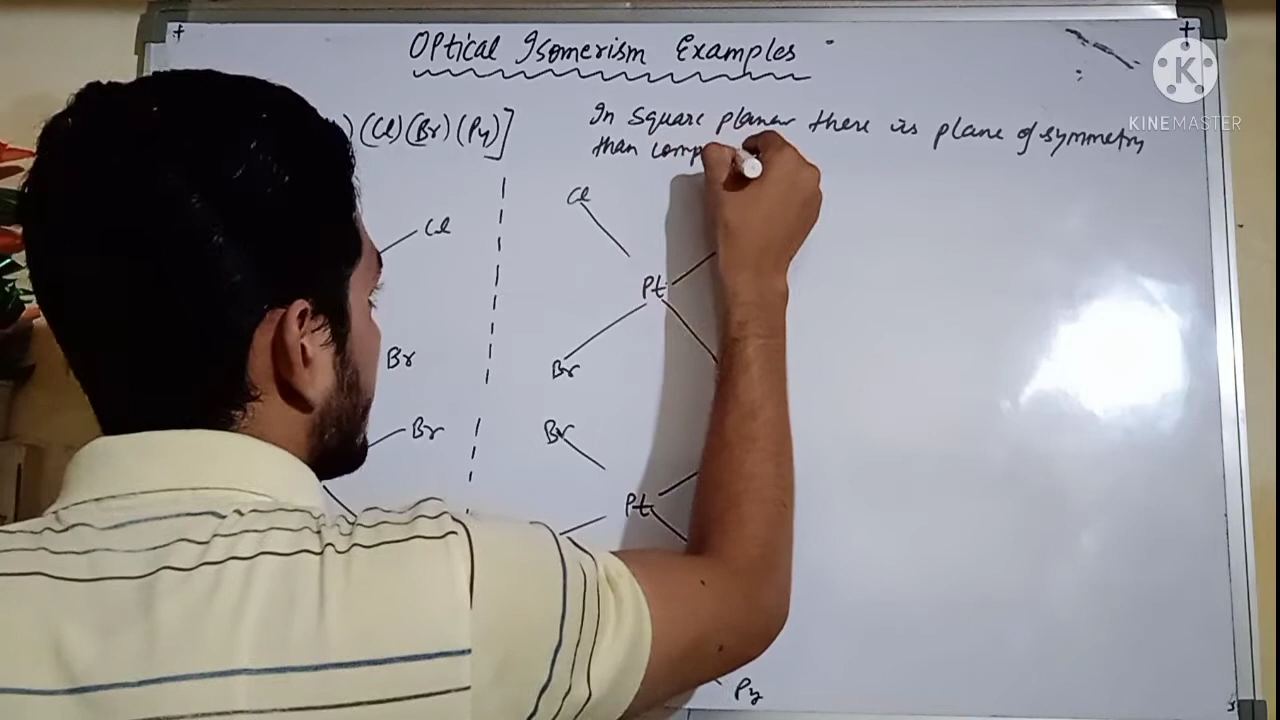 Optical Isomerism Examples
) (Cl) (Br) (Py)]
In Square planer there is plane of symmetry
than comp
Cl
Cl
Pt
Br
Br
Br
Br
Pt
Py
K
KINEMASTER